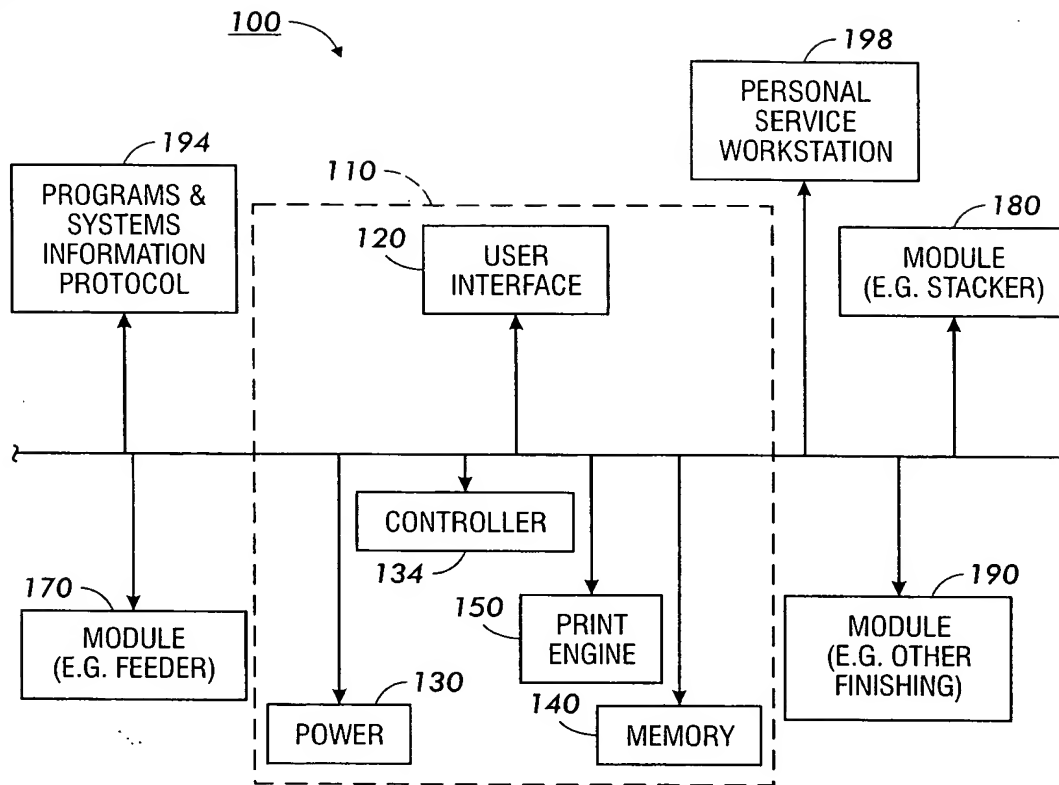 100
198
PERSONAL
SERVICE
WORKSTATION
194
PROGRAMS &
SYSTEMS
INFORMATION
PROTOCOL
110
120
USER
INTERFACE
180
MODULE
(E.G. STACKER)
CONTROLLER
134
170
MODULE
(E.G. FEEDER)
150
PRINT
ENGINE
190
MODULE
(E.G. OTHER
FINISHING)
130
POWER
140
MEMORY